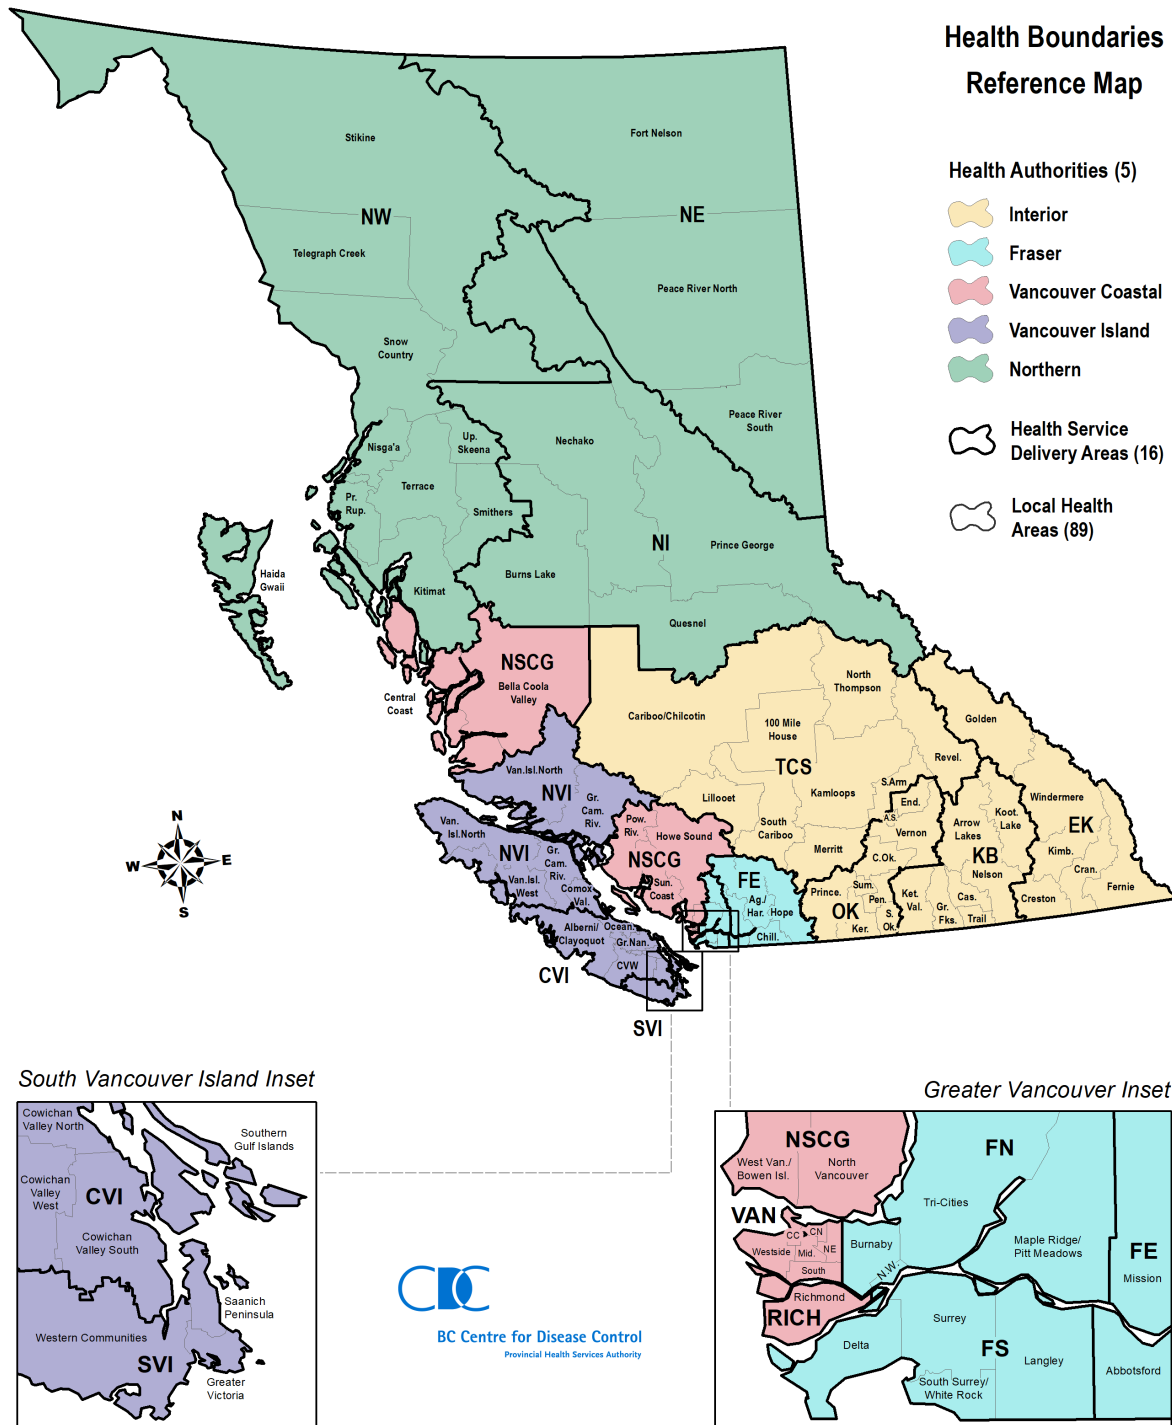 Health Boundaries
Reference Map
Health Authorities (5)
Interior
Fraser
Vancouver Coastal
Vancouver Island
Northern
Health Service
Delivery Areas (16)
Local Health
Areas (89)
Stikine
Fort Nelson
NW
NE
Telegraph Creek
Peace River North
Snow
Country
Peace River
South
Nisga'a
Up.
Skeena
Nechako
Terrace
Pr.
Rup.
Smithers
NI
Prince George
Haida
Gwaii
Kitimat
Burns Lake
Quesnel
NSCG
Bella Coola
Valley
Central
Coast
North
Thompson
Cariboo/Chilcotin
100 Mile
House
Golden
TCS
Revel.
Van.Isl.North
NVI
Gr.
Cam.
Riv.
Lillooet
Kamloops
S.Arm
End.
A.S.
Vernon
Windermere
Arrow
Lakes
Koot.
Lake
EK
Van.
Isl.North
Pow.
Riv.
Howe Sound
South
Cariboo
Merritt
C.Ok.
KB
Nelson
Kimb.
Cran.
NVI
Gr.
Cam.
Riv.
NSCG
Sun.
Coast
FE
Ag./
Har.
Hope
Prince.
Sum.
Pen.
OK
S.
Ok.
Ker.
Ket.
Val.
Cas.
Gr.
Fks.
Trail
Creston
Fernie
Van.Isl.
West
Comox
Val.
Alberni/
Clayoquot
Ocean.
Gr.Nan.
Chill.
CVI
CVW
SVI
N
W
E
S
South Vancouver Island Inset
Cowichan
Valley North
Southern
Gulf Islands
Cowichan
Valley
West
CVI
Cowichan
Valley South
Saanich
Peninsula
Western Communities
SVI
Greater
Victoria
CDC
BC Centre for Disease Control
Provincial Health Services Authority
Greater Vancouver Inset
NSCG
West Van./
Bowen Isl.
North
Vancouver
FN
Tri-Cities
VAN
CC
CN
Westside
Mid.
NE
South
Burnaby
N.W.
Maple Ridge/
Pitt Meadows
FE
Mission
Richmond
RICH
Surrey
Delta
FS
Langley
South Surrey/
White Rock
Abbotsford